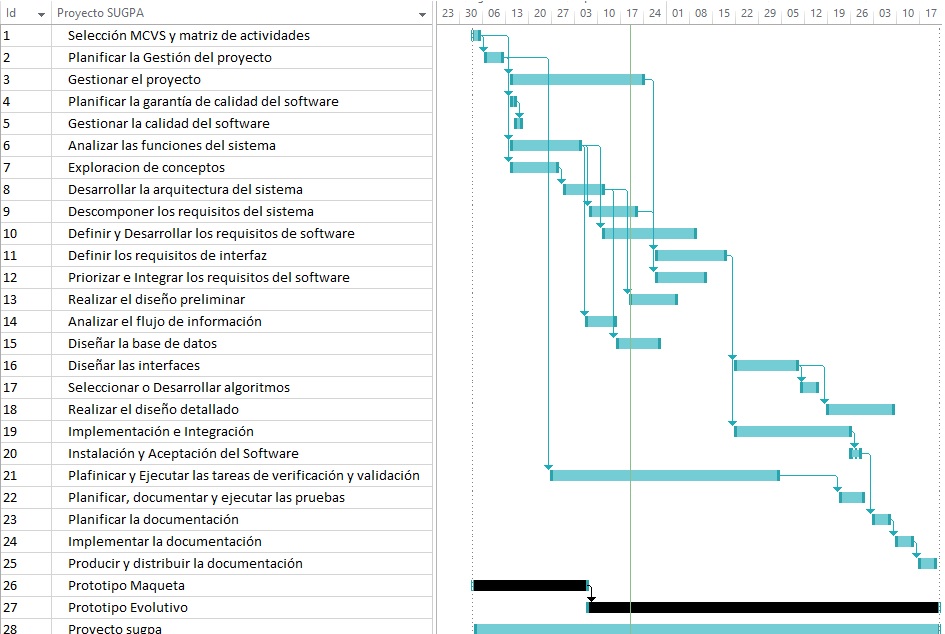 Id Proyecto SUGPA 23 30 06 13 20 27 03 10 17 24 01 08 15 22 29 05 12 19 26 03 10 17
1 Selección MCVS y matriz de actividades
2 Planificar la Gestión del proyecto
3 Gestionar el proyecto
4 Planificar la garantía de calidad del software
5 Gestionar la calidad del software
6 Analizar las funciones del sistema
7 Exploracion de conceptos
8 Desarrollar la arquitectura del sistema
9 Descomponer los requisitos del sistema
10 Definir y Desarrollar los requisitos de software
11 Definir los requisitos de interfaz
12 Priorizar e Integrar los requisitos del software
13 Realizar el diseño preliminar
14 Analizar el flujo de información
15 Diseñar la base de datos
16 Diseñar las interfaces
17 Seleccionar o Desarrollar algoritmos
18 Realizar el diseño detallado
19 Implementación e Integración
20 Instalación y Aceptación del Software
21 Plafinicar y Ejecutar las tareas de verificación y validación
22 Planificar, documentar y ejecutar las pruebas
23 Planificar la documentación
24 Implementar la documentación
25 Producir y distribuir la documentación
26 Prototipo Maqueta
27 Prototipo Evolutivo
28 Proyecto sugpa